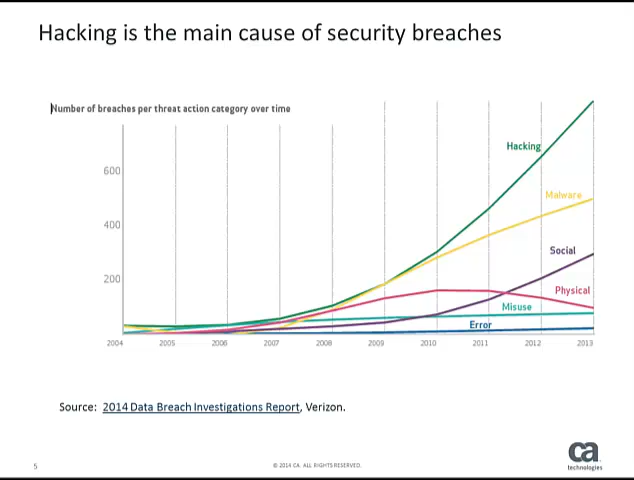 Hacking is the main cause of security breaches
Number of breaches per threat action category over time
Hacking
600
Malware
400
Social
200
Physical
Misuse
Error
2004 2005 2006 2007 2008 2009 2010 2011 2012 2013
Source: 2014 Data Breach Investigations Report, Verizon.
ca
technologies
5 © 2014 CA. ALL RIGHTS RESERVED.